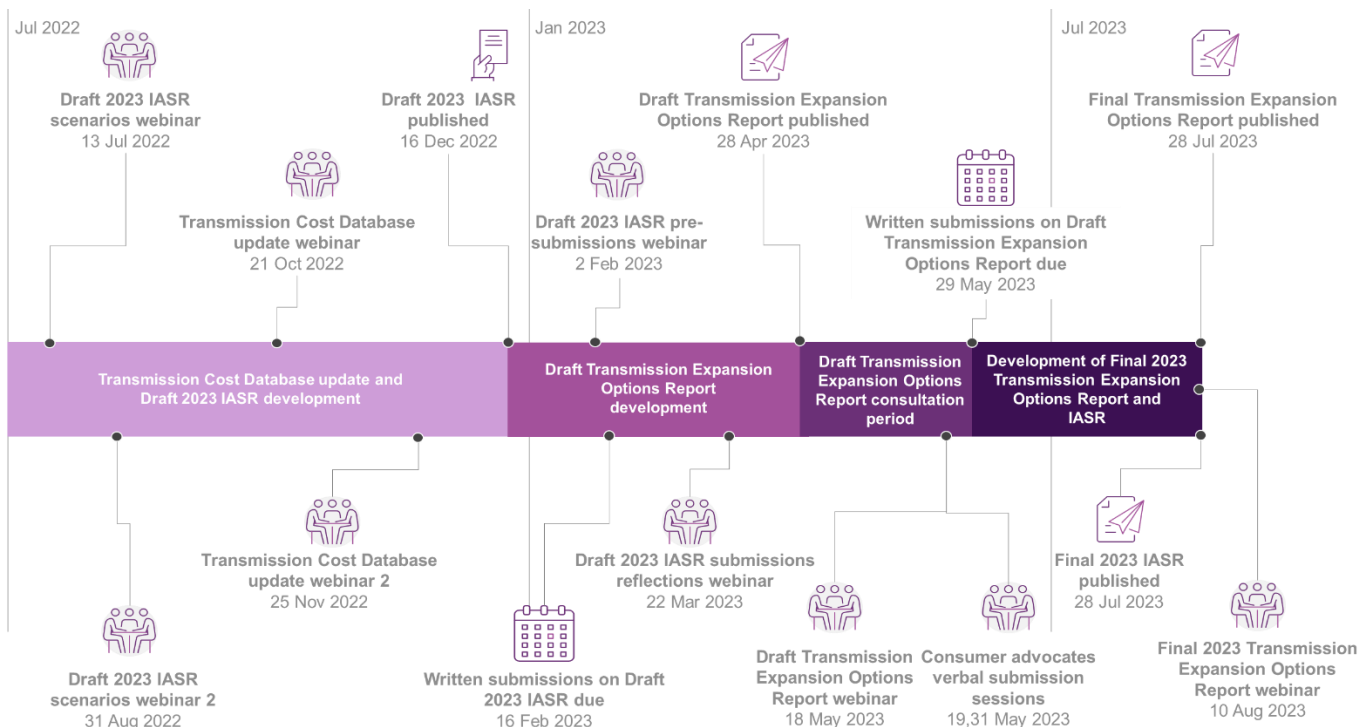 Jul 2022
Jan 2023
Jul 2023
Draft 2023 IASR
scenarios webinar
13 Jul 2022
Draft 2023 IASR
published
16 Dec 2022
Draft Transmission Expansion
Options Report published
28 Apr 2023
Final Transmission Expansion
Options Report published
28 Jul 2023
Transmission Cost Database
update webinar
21 Oct 2022
Draft 2023 IASR pre-
submissions webinar
2 Feb 2023
Written submissions on Draft
Transmission Expansion
Options Report due
29 May 2023
Transmission Cost Database update and
Draft 2023 IASR development
Draft Transmission Expansion
Options Report
development
Draft Transmission
Expansion Options
Report consultation
period
Development of Final 2023
Transmission Expansion
Options Report and
IASR
Transmission Cost Database
update webinar 2
25 Nov 2022
Draft 2023 IASR submissions
reflections webinar
22 Mar 2023
Final 2023 IASR
published
28 Jul 2023
Draft 2023 IASR
scenarios webinar 2
31 Aug 2022
Written submissions on Draft
2023 IASR due
16 Feb 2023
Draft Transmission
Expansion Options
Report webinar
18 May 2023
Consumer advocates
verbal submission
sessions
19,31 May 2023
Final 2023 Transmission
Expansion Options
Report webinar
10 Aug 2023